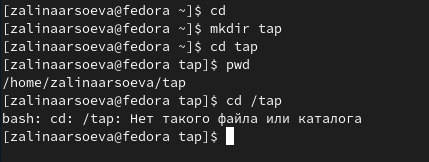 [zalinaarsoeva@fedora ~]$ cd
[zalinaarsoeva@fedora ~]$ mkdir tap
[zalinaarsoeva@fedora ~]$ cd tap
[zalinaarsoeva@fedora tap]$ pwd
/home/zalinaarsoeva/tap
[zalinaarsoeva@fedora tap]$ cd /tap
bash: cd: /tap: Нет такого файла или каталога
[zalinaarsoeva@fedora tap]$